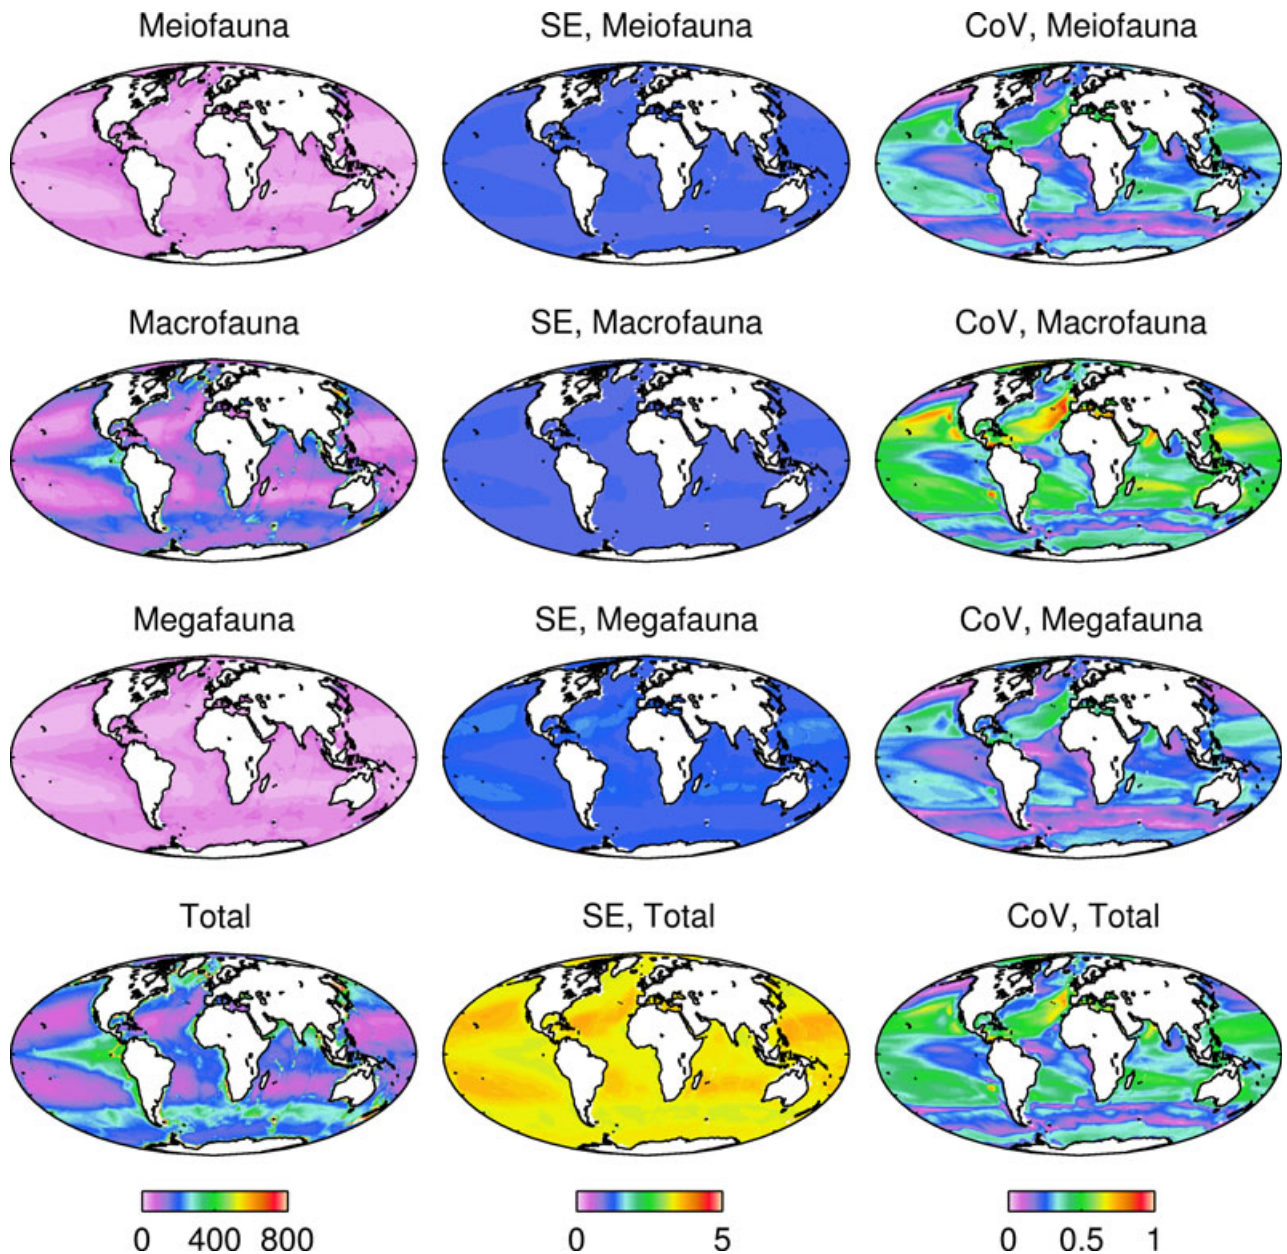 Meiofauna SE, Meiofauna CoV, Meiofauna
Macrofauna SE, Macrofauna CoV, Macrofauna
Megafauna SE, Megafauna CoV, Megafauna
Total SE, Total CoV, Total
0 400 800 0 5 0 0.5 1